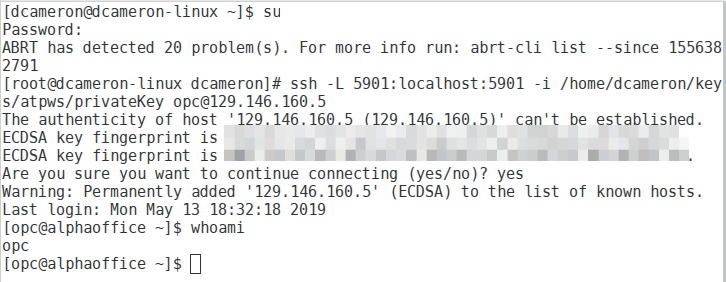 [dcameron@dcameron-linux ~]$ su
Password:
ABRT has detected 20 problem(s). For more info run: abrt-cli list --since 155638
2791
[root@dcameron-linux dcameron]# ssh -L 5901:localhost:5901 -i /home/dcameron/key
s/atpws/privateKey opc@129.146.160.5
The authenticity of host '129.146.160.5 (129.146.160.5)' can't be established.
ECDSA key fingerprint is
ECDSA key fingerprint is .
Are you sure you want to continue connecting (yes/no)? yes
Warning: Permanently added '129.146.160.5' (ECDSA) to the list of known hosts.
Last login: Mon May 13 18:32:18 2019
[opc@alphaoffice ~]$ whoami
opc
[opc@alphaoffice ~]$